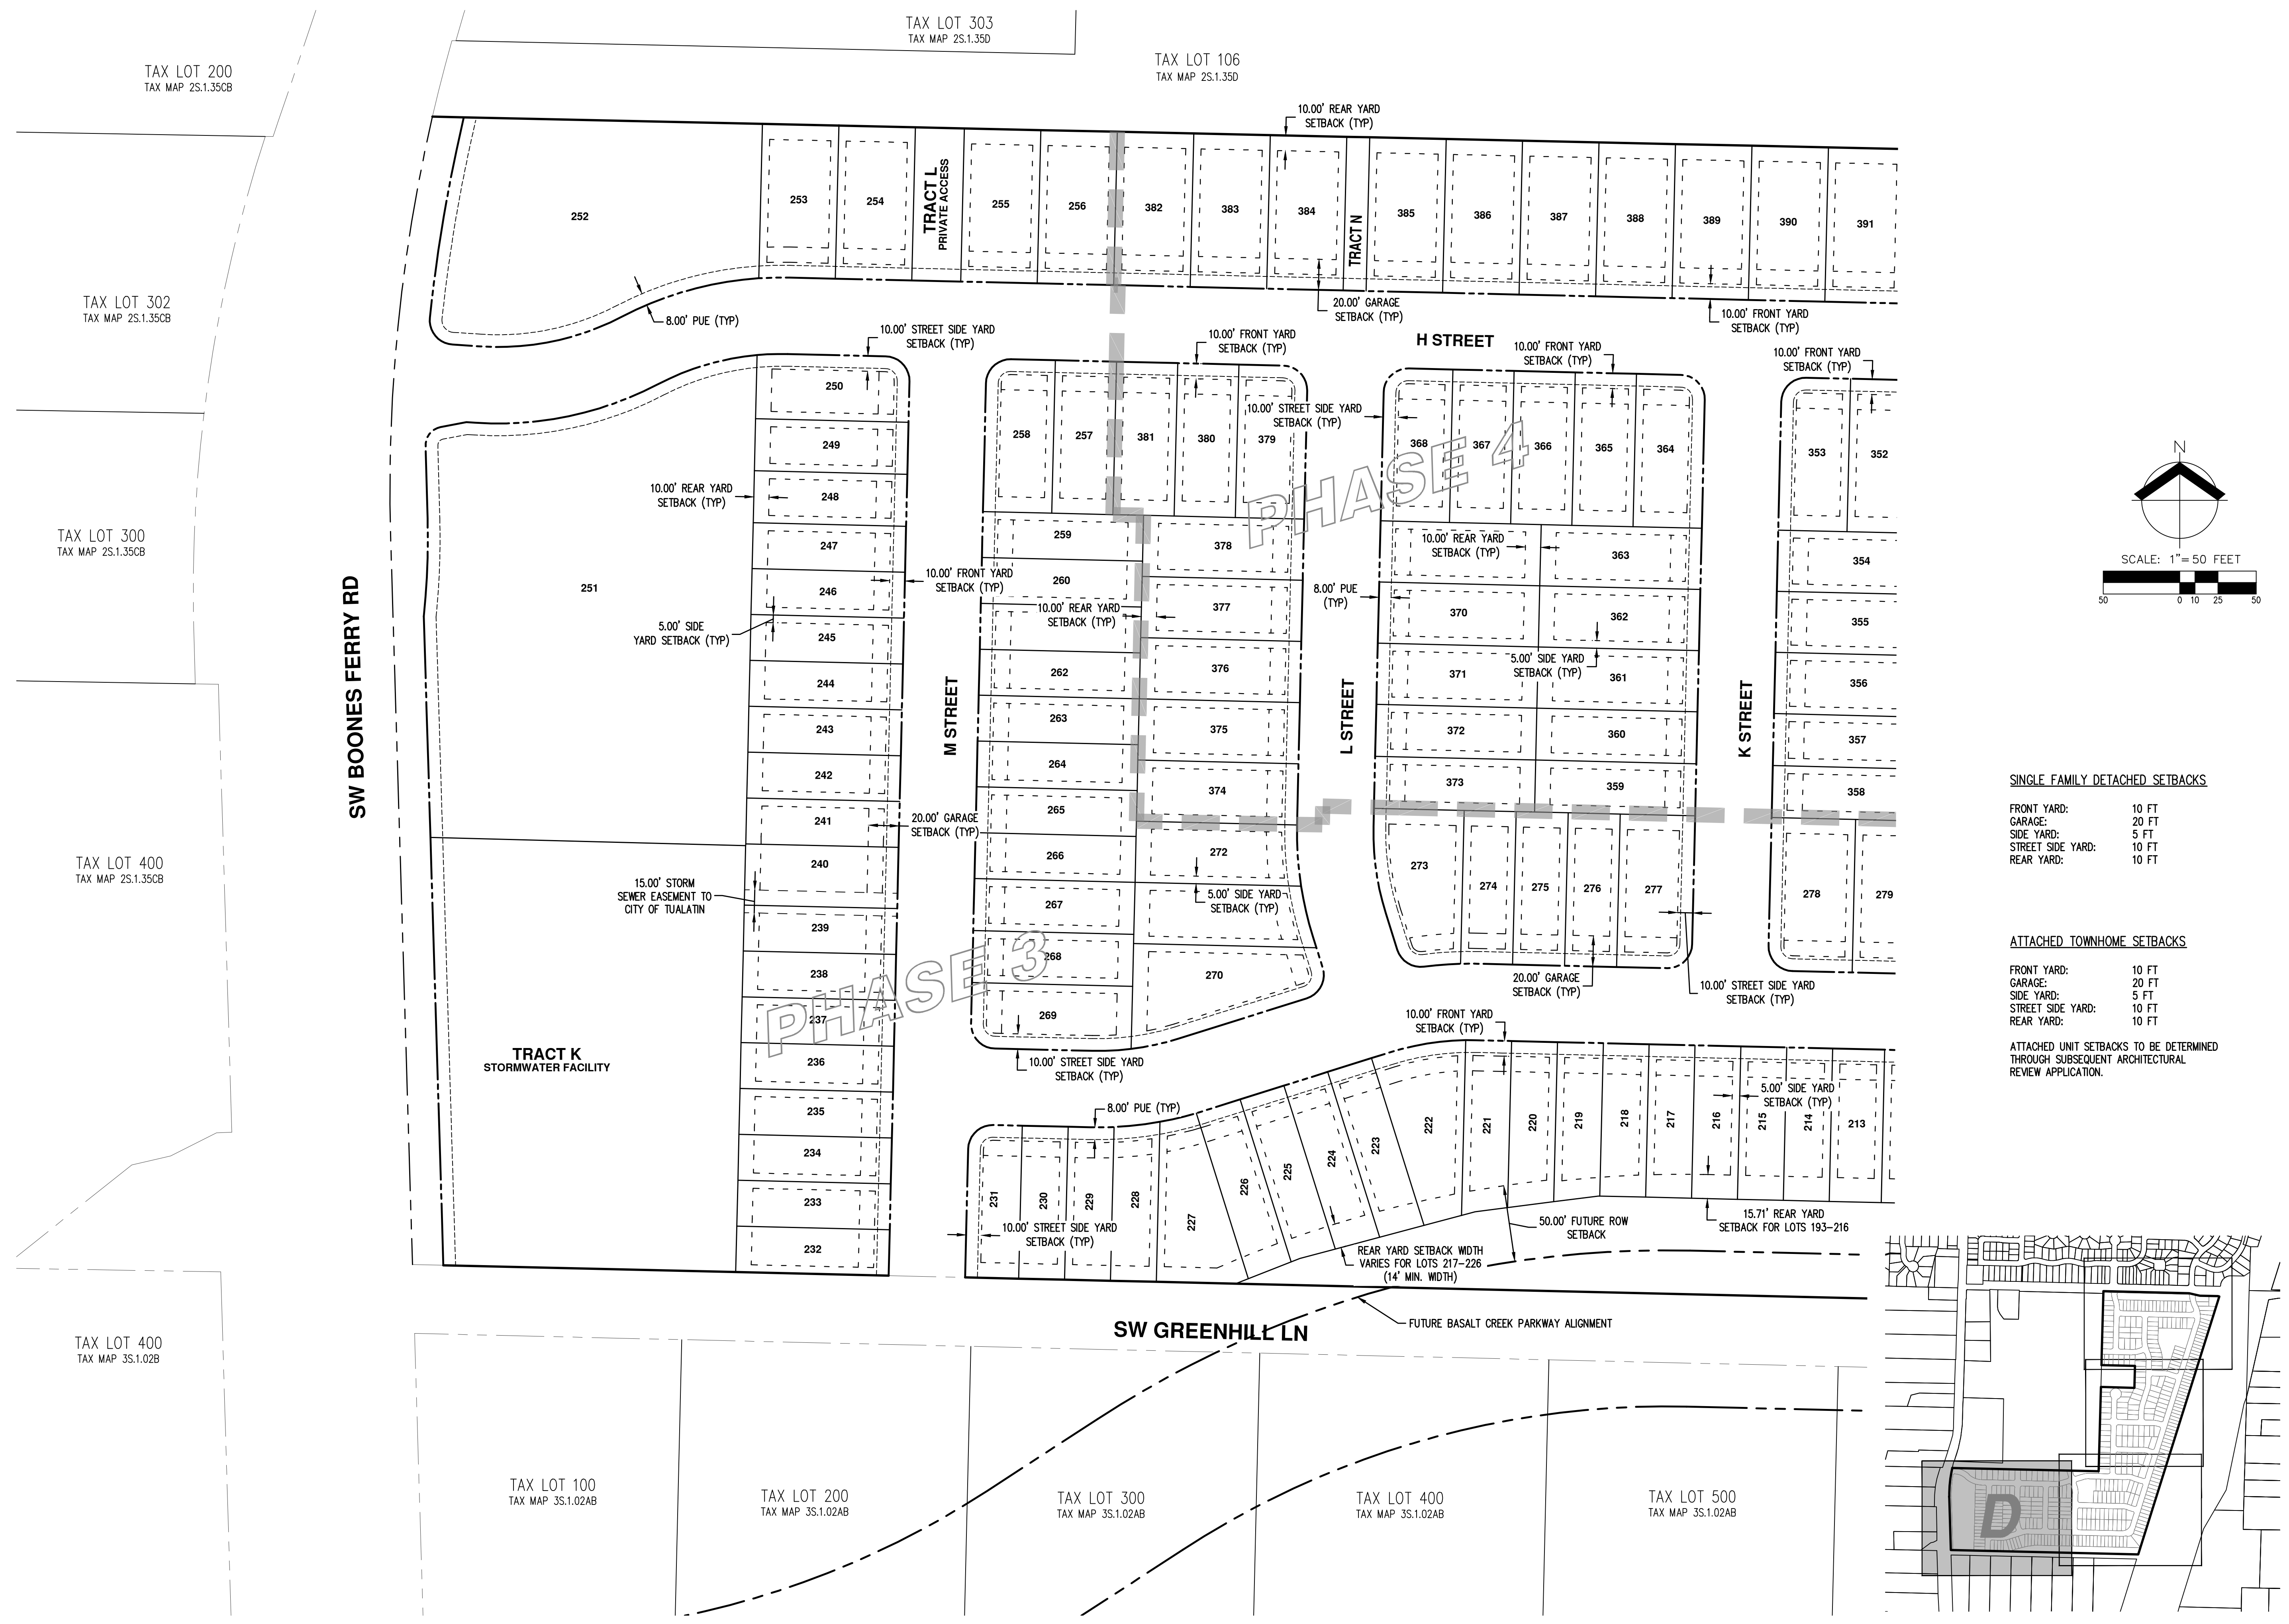 TAX LOT 303
TAX MAP 2S.1.35D
TAX LOT 200
TAX MAP 2S.1.35CB
TAX LOT 106
TAX MAP 2S.1.35D
10.00' REAR YARD
SETBACK (TYP)
252
253
254
TRACT L
PRIVATE ACCESS
255
256
382
383
384
TRACT N
385
386
387
388
389
390
391
TAX LOT 302
TAX MAP 2S.1.35CB
8.00' PUE (TYP)
20.00' GARAGE
SETBACK (TYP)
10.00' FRONT YARD
SETBACK (TYP)
10.00' STREET SIDE YARD
SETBACK (TYP)
10.00' FRONT YARD
SETBACK (TYP)
H STREET
10.00' FRONT YARD
SETBACK (TYP)
10.00' FRONT YARD
SETBACK (TYP)
250
249
248
247
246
245
244
243
242
241
240
239
238
237
236
235
234
233
232
10.00' REAR YARD
SETBACK (TYP)
10.00' FRONT YARD
SETBACK (TYP)
5.00' SIDE
YARD SETBACK (TYP)
20.00' GARAGE
SETBACK (TYP)
15.00' STORM
SEWER EASEMENT TO
CITY OF TUALATIN
251
TAX LOT 300
TAX MAP 2S.1.35CB
SW BOONES FERRY RD
TAX LOT 400
TAX MAP 2S.1.35CB
TRACT K
STORMWATER FACILITY
PHASE 3
M STREET
258
257
381
380
379
259
260
262
263
264
265
266
267
268
269
378
377
376
375
374
272
270
10.00' REAR YARD
SETBACK (TYP)
5.00' SIDE YARD
SETBACK (TYP)
10.00' STREET SIDE YARD
SETBACK (TYP)
10.00' STREET SIDE YARD
SETBACK (TYP)
PHASE 4
L STREET
8.00' PUE
(TYP)
368
367
366
365
364
10.00' REAR YARD
SETBACK (TYP)
363
370
362
5.00' SIDE YARD
SETBACK (TYP)
371
361
372
360
373
359
273
274
275
276
277
20.00' GARAGE
SETBACK (TYP)
10.00' STREET SIDE YARD
SETBACK (TYP)
K STREET
353
352
354
355
356
357
358
278
279
10.00' FRONT YARD
SETBACK (TYP)
8.00' PUE (TYP)
5.00' SIDE YARD
SETBACK (TYP)
231
230
229
228
227
226
225
224
223
222
221
220
219
218
217
216
215
214
213
10.00' STREET SIDE YARD
SETBACK (TYP)
REAR YARD SETBACK WIDTH
VARIES FOR LOTS 217-226
(14' MIN. WIDTH)
50.00' FUTURE ROW
SETBACK
15.71' REAR YARD
SETBACK FOR LOTS 193-216
SW GREENHILL LN
FUTURE BASALT CREEK PARKWAY ALIGNMENT
TAX LOT 400
TAX MAP 3S.1.02B
TAX LOT 100
TAX MAP 3S.1.02AB
TAX LOT 200
TAX MAP 3S.1.02AB
TAX LOT 300
TAX MAP 3S.1.02AB
TAX LOT 400
TAX MAP 3S.1.02AB
TAX LOT 500
TAX MAP 3S.1.02AB
N
SCALE: 1"= 50 FEET
50 0 10 25 50
SINGLE FAMILY DETACHED SETBACKS
FRONT YARD: 10 FT
GARAGE: 20 FT
SIDE YARD: 5 FT
STREET SIDE YARD: 10 FT
REAR YARD: 10 FT
ATTACHED TOWNHOME SETBACKS
FRONT YARD: 10 FT
GARAGE: 20 FT
SIDE YARD: 5 FT
STREET SIDE YARD: 10 FT
REAR YARD: 10 FT
ATTACHED UNIT SETBACKS TO BE DETERMINED
THROUGH SUBSEQUENT ARCHITECTURAL
REVIEW APPLICATION.
D